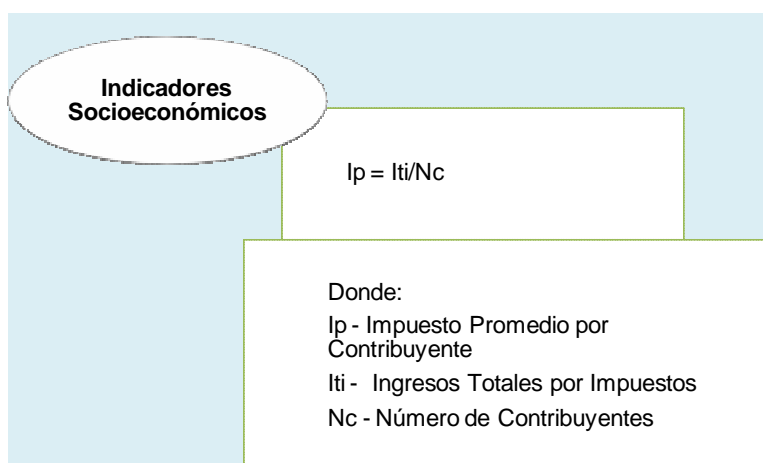 Indicadores
Socioeconómicos
Ip = Iti/Nc
Donde:
Ip - Impuesto Promedio por
Contribuyente
Iti - Ingresos Totales por Impuestos
Nc - Número de Contribuyentes